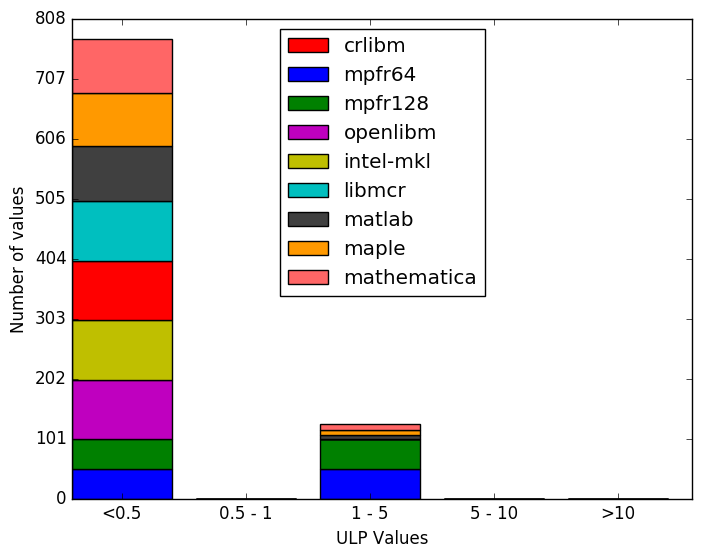 808
707
606
505
404
303
202
101
0
Number of values
crlibm
mpfr64
mpfr128
openlibm
intel-mkl
libmcr
matlab
maple
mathematica
<0.5
0.5 - 1
1 - 5
5 - 10
>10
ULP Values